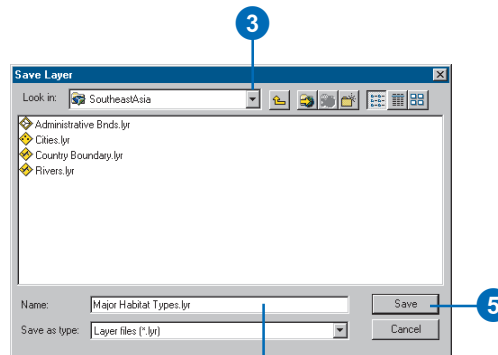 3
Save Layer
Look in: SoutheastAsia
Administrative Bnds.lyr
Cities.lyr
Country Boundary.lyr
Rivers.lyr
Name: Major Habitat Types.lyr Save 5
Save as type: Layer files (*.lyr) Cancel